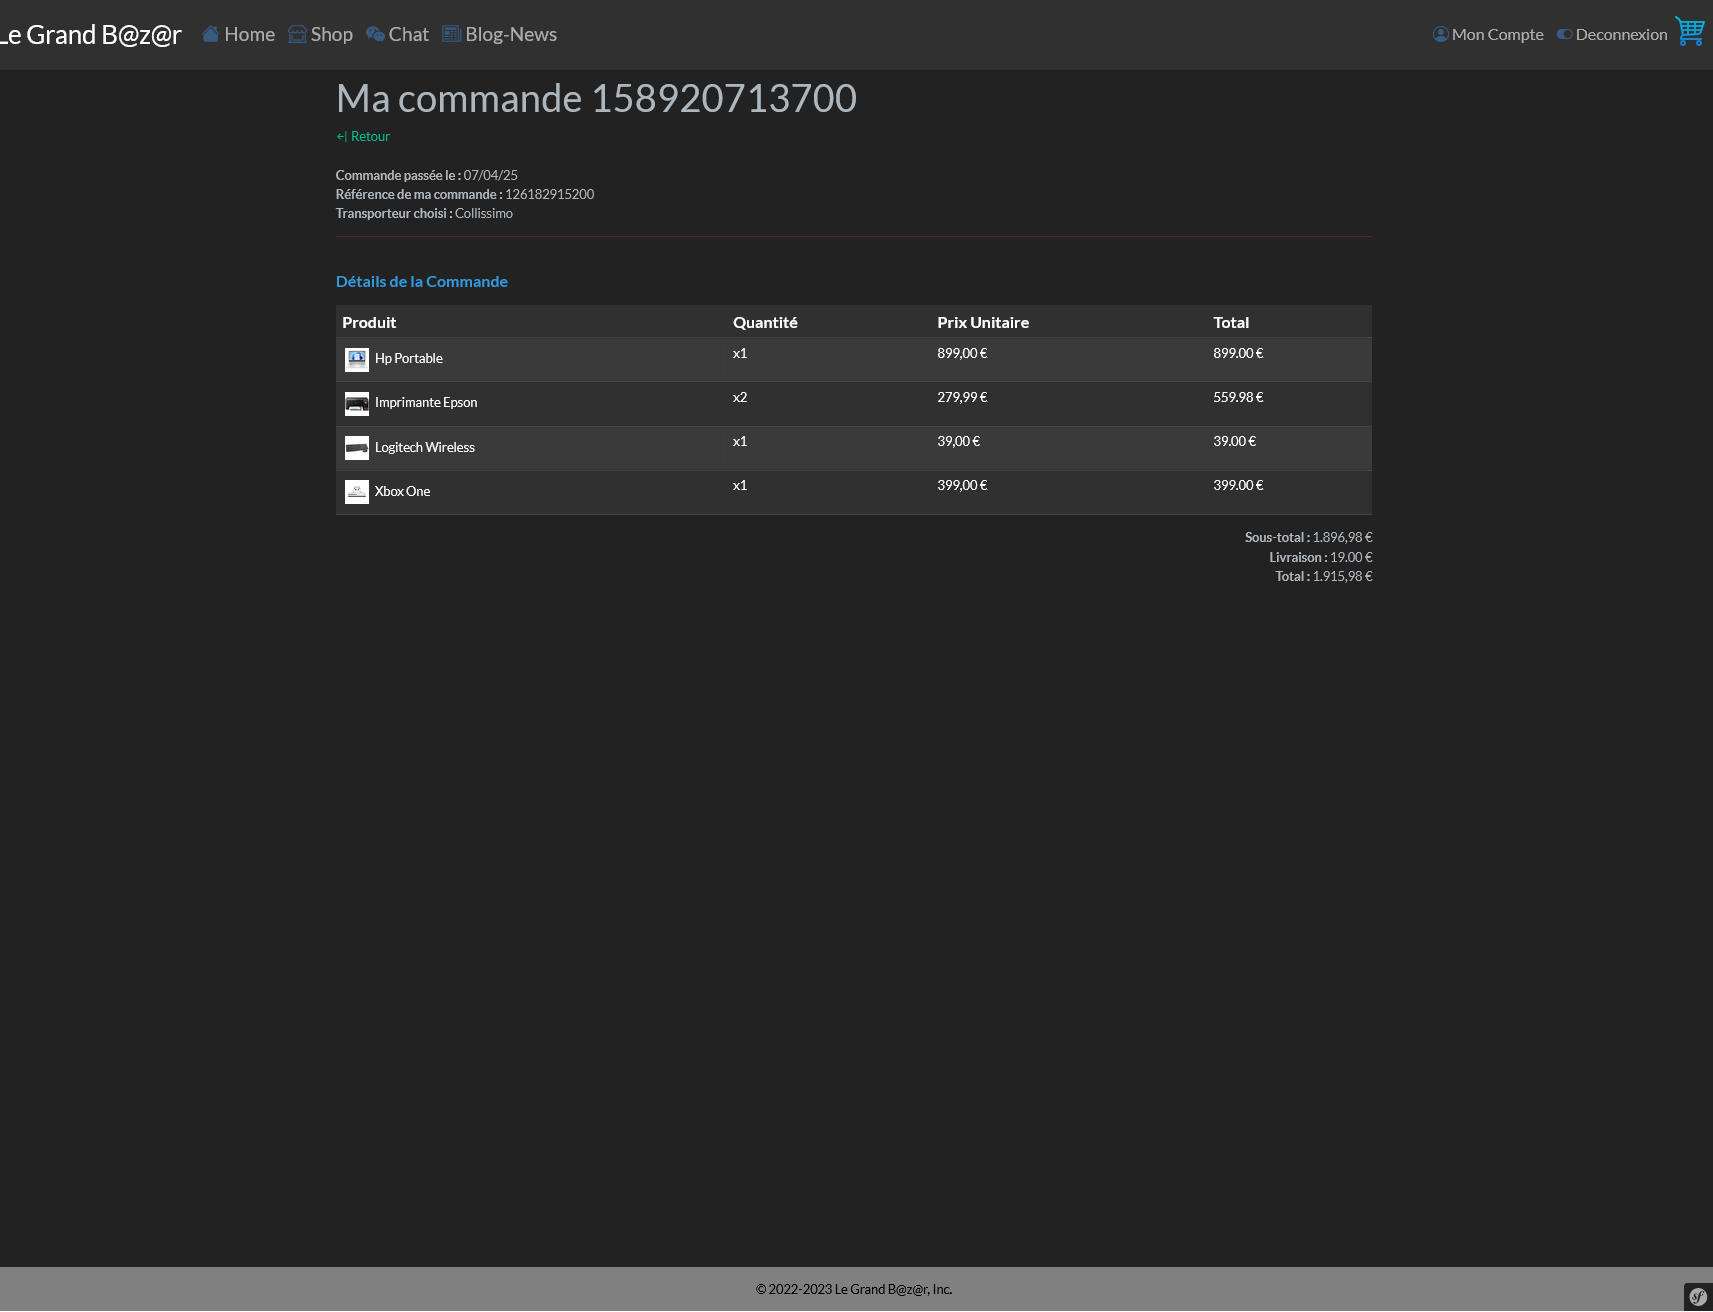 Le Grand B@z@r Home Shop Chat Blog-News Mon Compte Deconnexion
Ma commande 158920713700
Retour
Commande passée le : 07/04/25
Référence de ma commande : 126182915200
Transporteur choisi : Collissimo
Détails de la Commande
Produit Quantité Prix Unitaire Total
Hp Portable x1 899,00 € 899.00 €
Imprimante Epson x2 279,99 € 559.98 €
Logitech Wireless x1 39,00 € 39.00 €
Xbox One x1 399,00 € 399.00 €
Sous-total : 1.896,98 €
Livraison : 19.00 €
Total : 1.915,98 €
© 2022-2023 Le Grand B@z@r, Inc.
sf